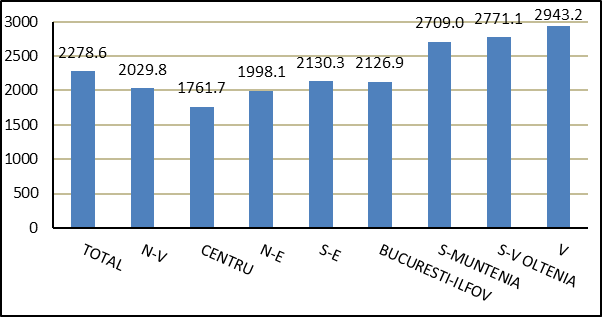 3000
2500
2000
1500
1000
500
0
2278.6
2029.8
1761.7
1998.1
2130.3
2126.9
2709.0
2771.1
2943.2
TOTAL
N-V
CENTRU
N-E
S-E
BUCURESTI-ILFOV
S-MUNTENIA
S-V OLTENIA
V